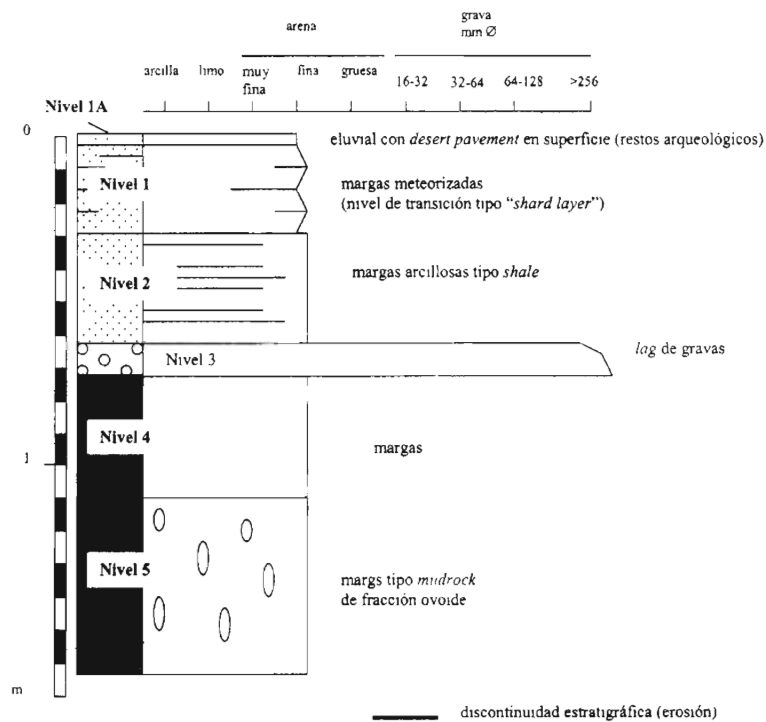 grava
mm Ø
arena
arcilla limo muy fina fina gruesa 16-32 32-64 64-128 >256
Nivel 1A
0
eluvial con desert pavement en superficie (restos arqueológicos)
Nivel 1
margas meteorizadas
(nivel de transición tipo "shard layer")
Nivel 2
margas arcillosas tipo shale
Nivel 3
lag de gravas
Nivel 4
1
margas
Nivel 5
margs tipo mudrock
de fracción ovoide
m
discontinuidad estratigráfica (erosión)